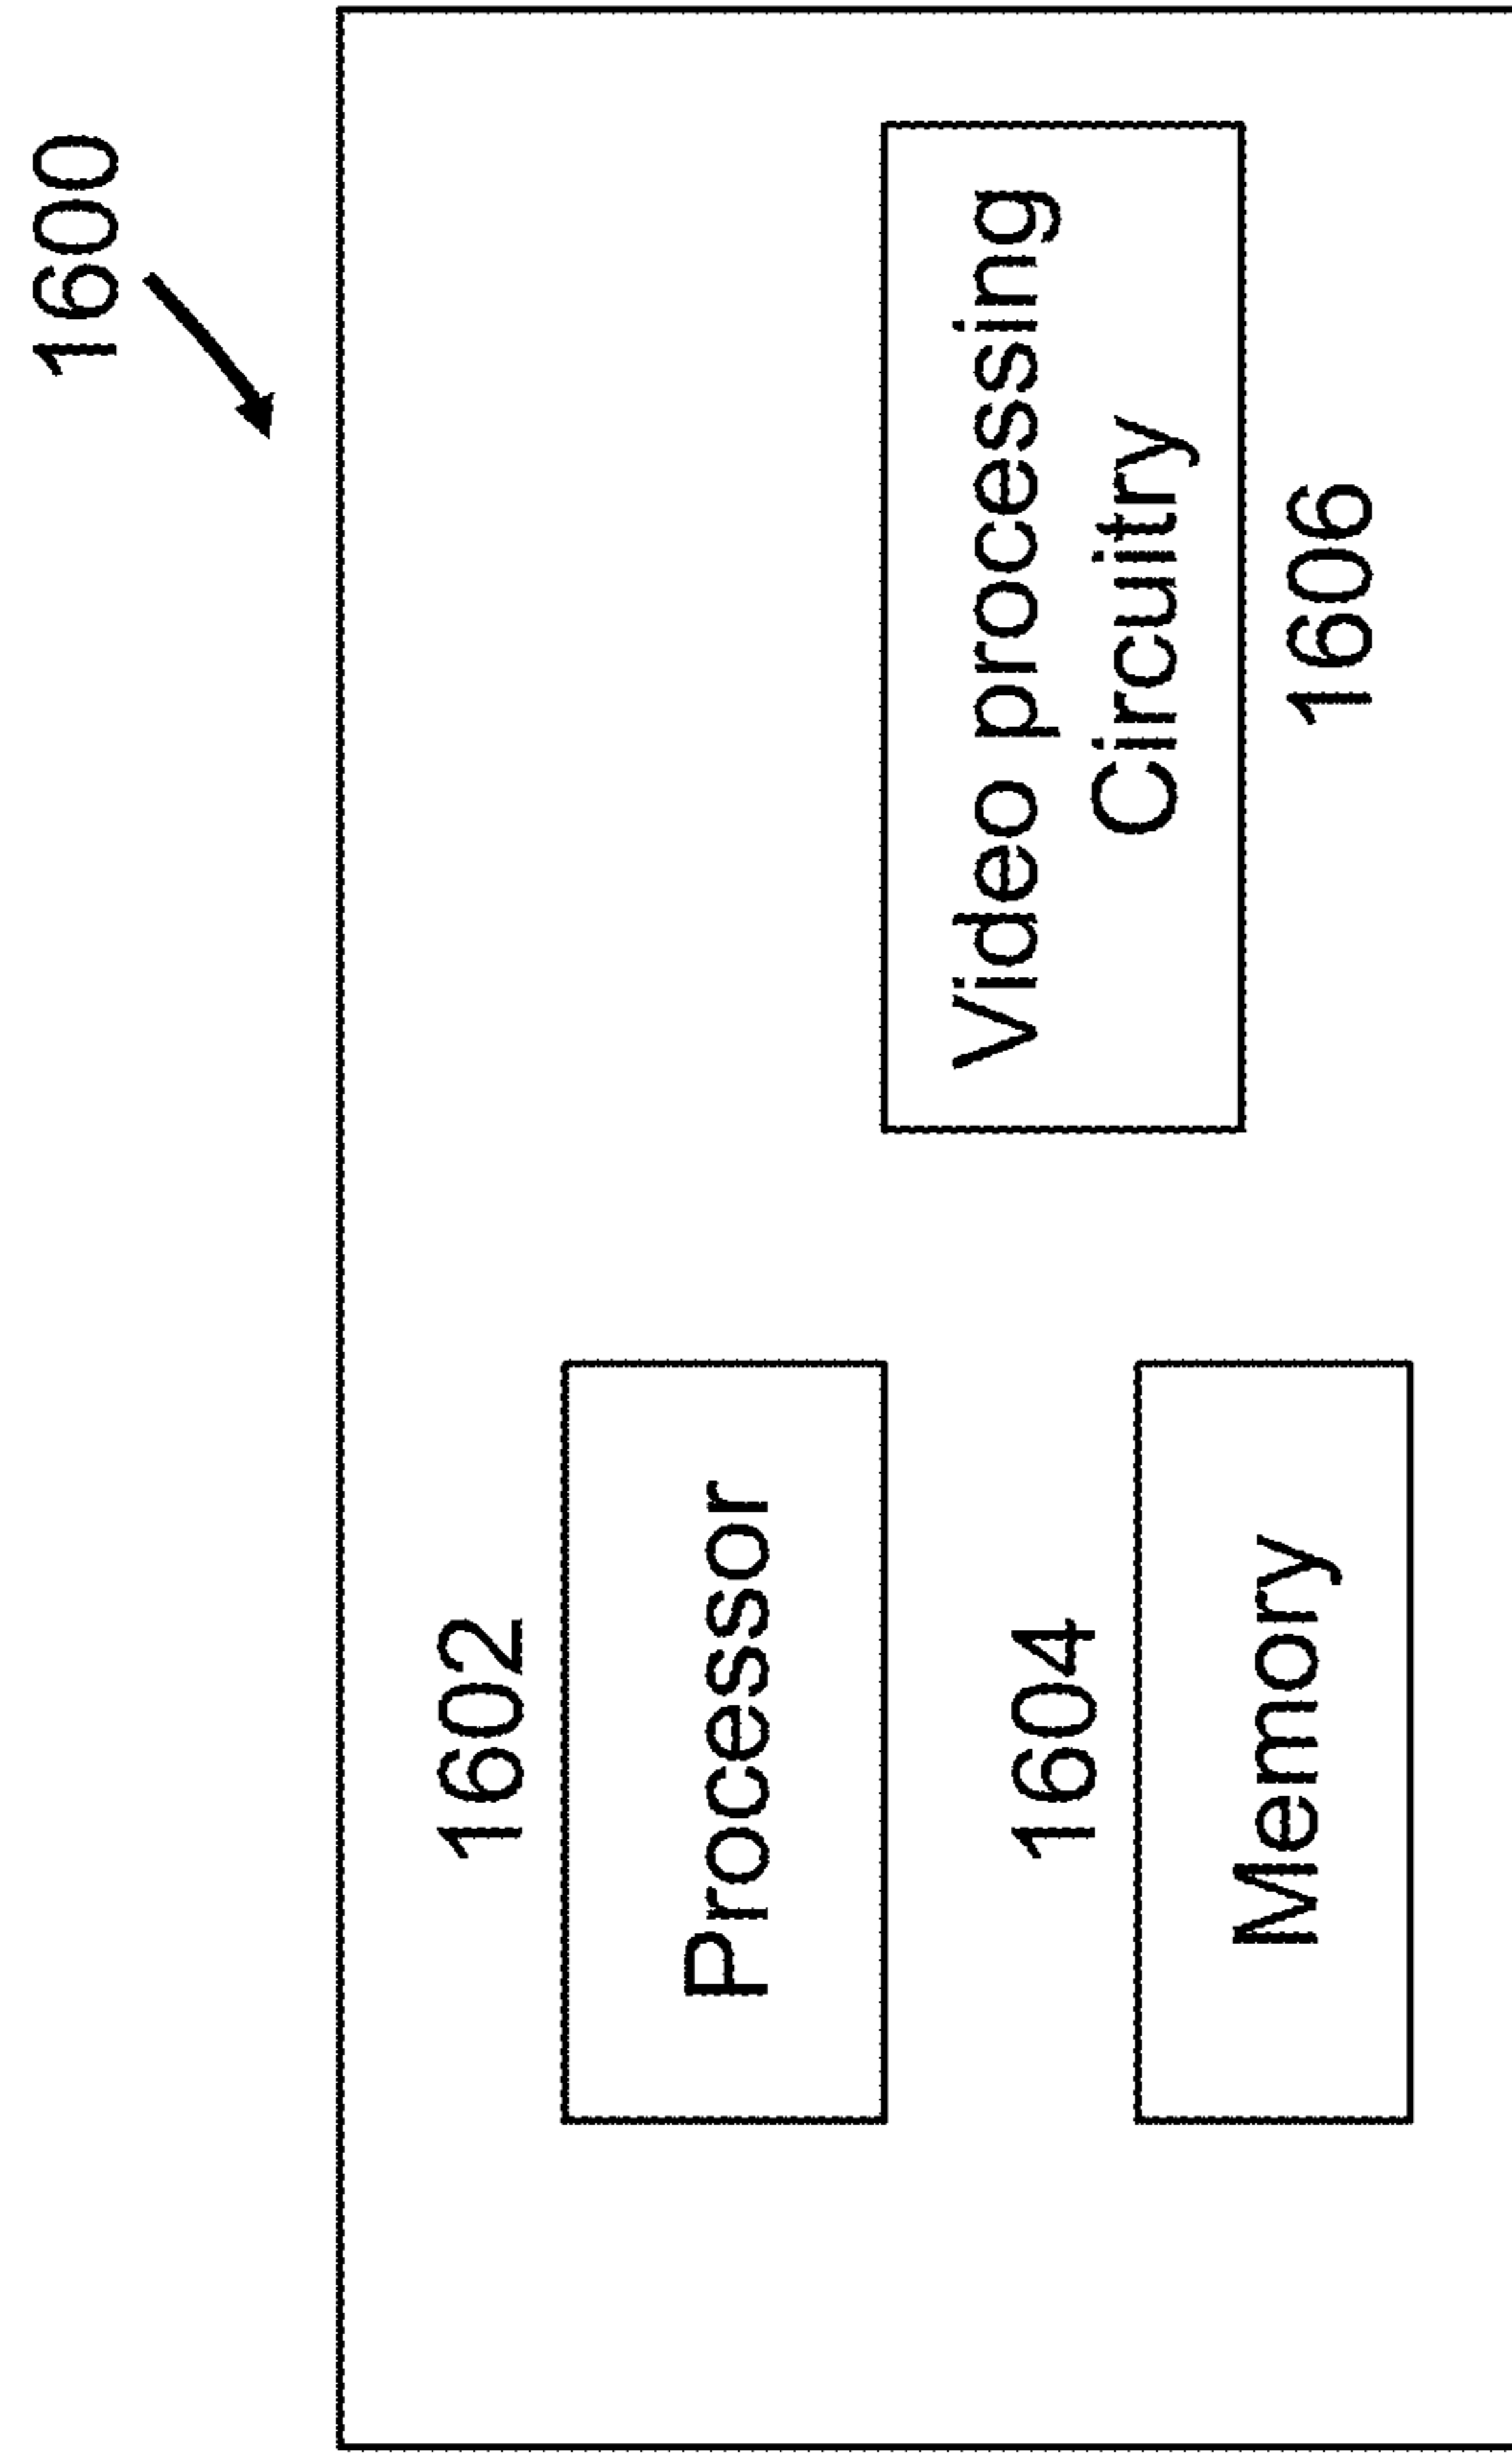 1600
1602
Processor
1604
Memory
Video processing
Circuitry
1606